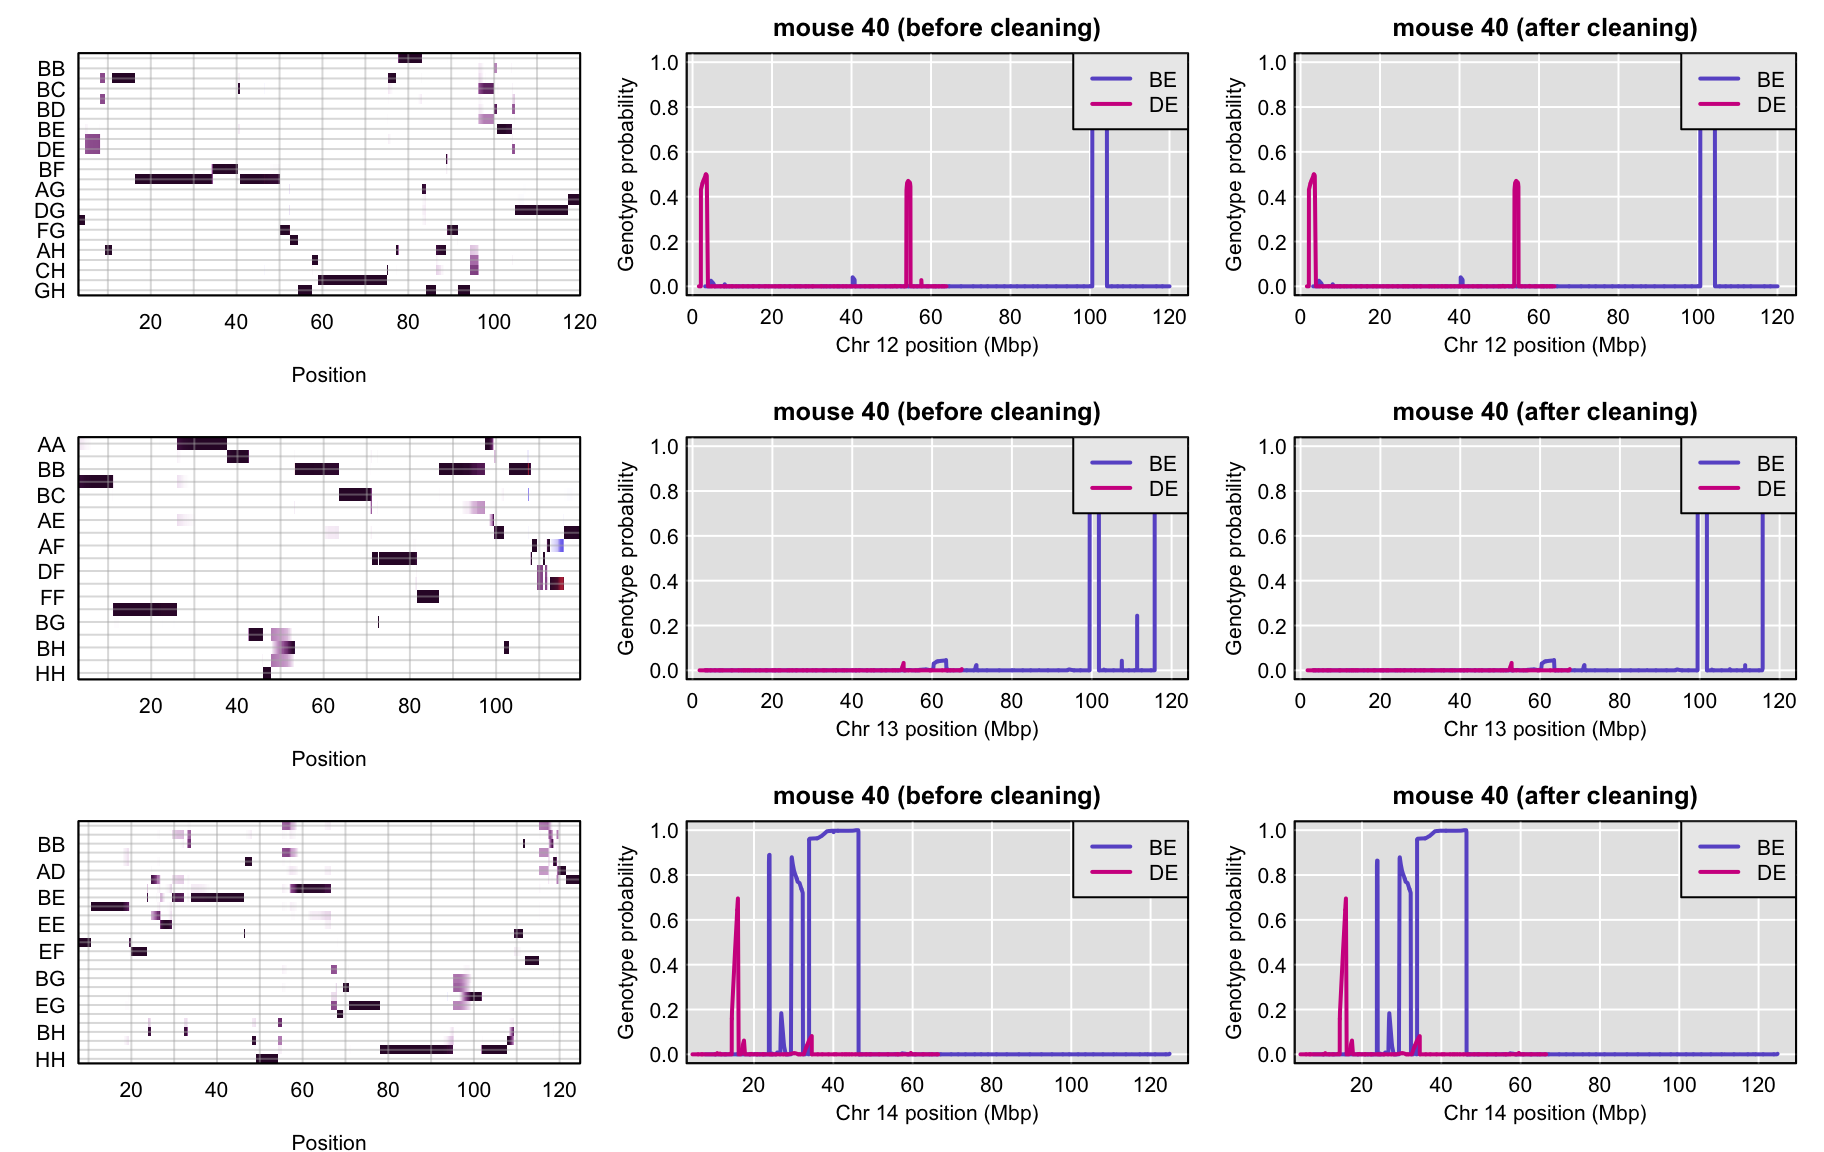 mouse 40 (before cleaning)
mouse 40 (after cleaning)
BB
BC
BD
BE
DE
BF
AG
DG
FG
AH
CH
GH
20 40 60 80 100 120
Position
Genotype probability
1.0
0.8
0.6
0.4
0.2
0.0
BE
DE
0 20 40 60 80 100 120
Chr 12 position (Mbp)
Genotype probability
1.0
0.8
0.6
0.4
0.2
0.0
BE
DE
0 20 40 60 80 100 120
Chr 12 position (Mbp)
mouse 40 (before cleaning)
mouse 40 (after cleaning)
AA
BB
BC
AE
AF
DF
FF
BG
BH
HH
20 40 60 80 100
Position
Genotype probability
1.0
0.8
0.6
0.4
0.2
0.0
BE
DE
0 20 40 60 80 100 120
Chr 13 position (Mbp)
Genotype probability
1.0
0.8
0.6
0.4
0.2
0.0
BE
DE
0 20 40 60 80 100 120
Chr 13 position (Mbp)
mouse 40 (before cleaning)
mouse 40 (after cleaning)
BB
AD
BE
EE
EF
BG
EG
BH
HH
20 40 60 80 100 120
Position
Genotype probability
1.0
0.8
0.6
0.4
0.2
0.0
BE
DE
20 40 60 80 100 120
Chr 14 position (Mbp)
Genotype probability
1.0
0.8
0.6
0.4
0.2
0.0
BE
DE
20 40 60 80 100 120
Chr 14 position (Mbp)